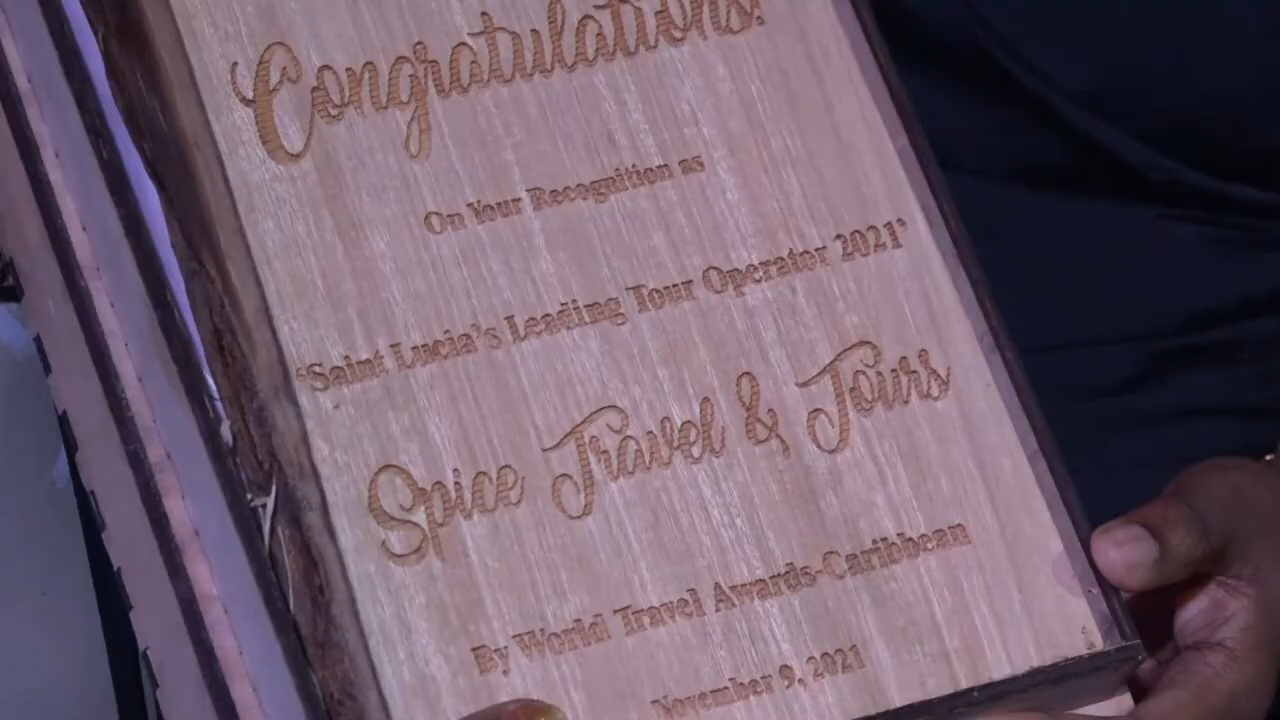 Congratulations!
On Your Recognition as
‘Saint Lucia’s Leading Tour Operator 2021’
Spice Travel & Tours
By World Travel Awards-Caribbean
November 9, 2021